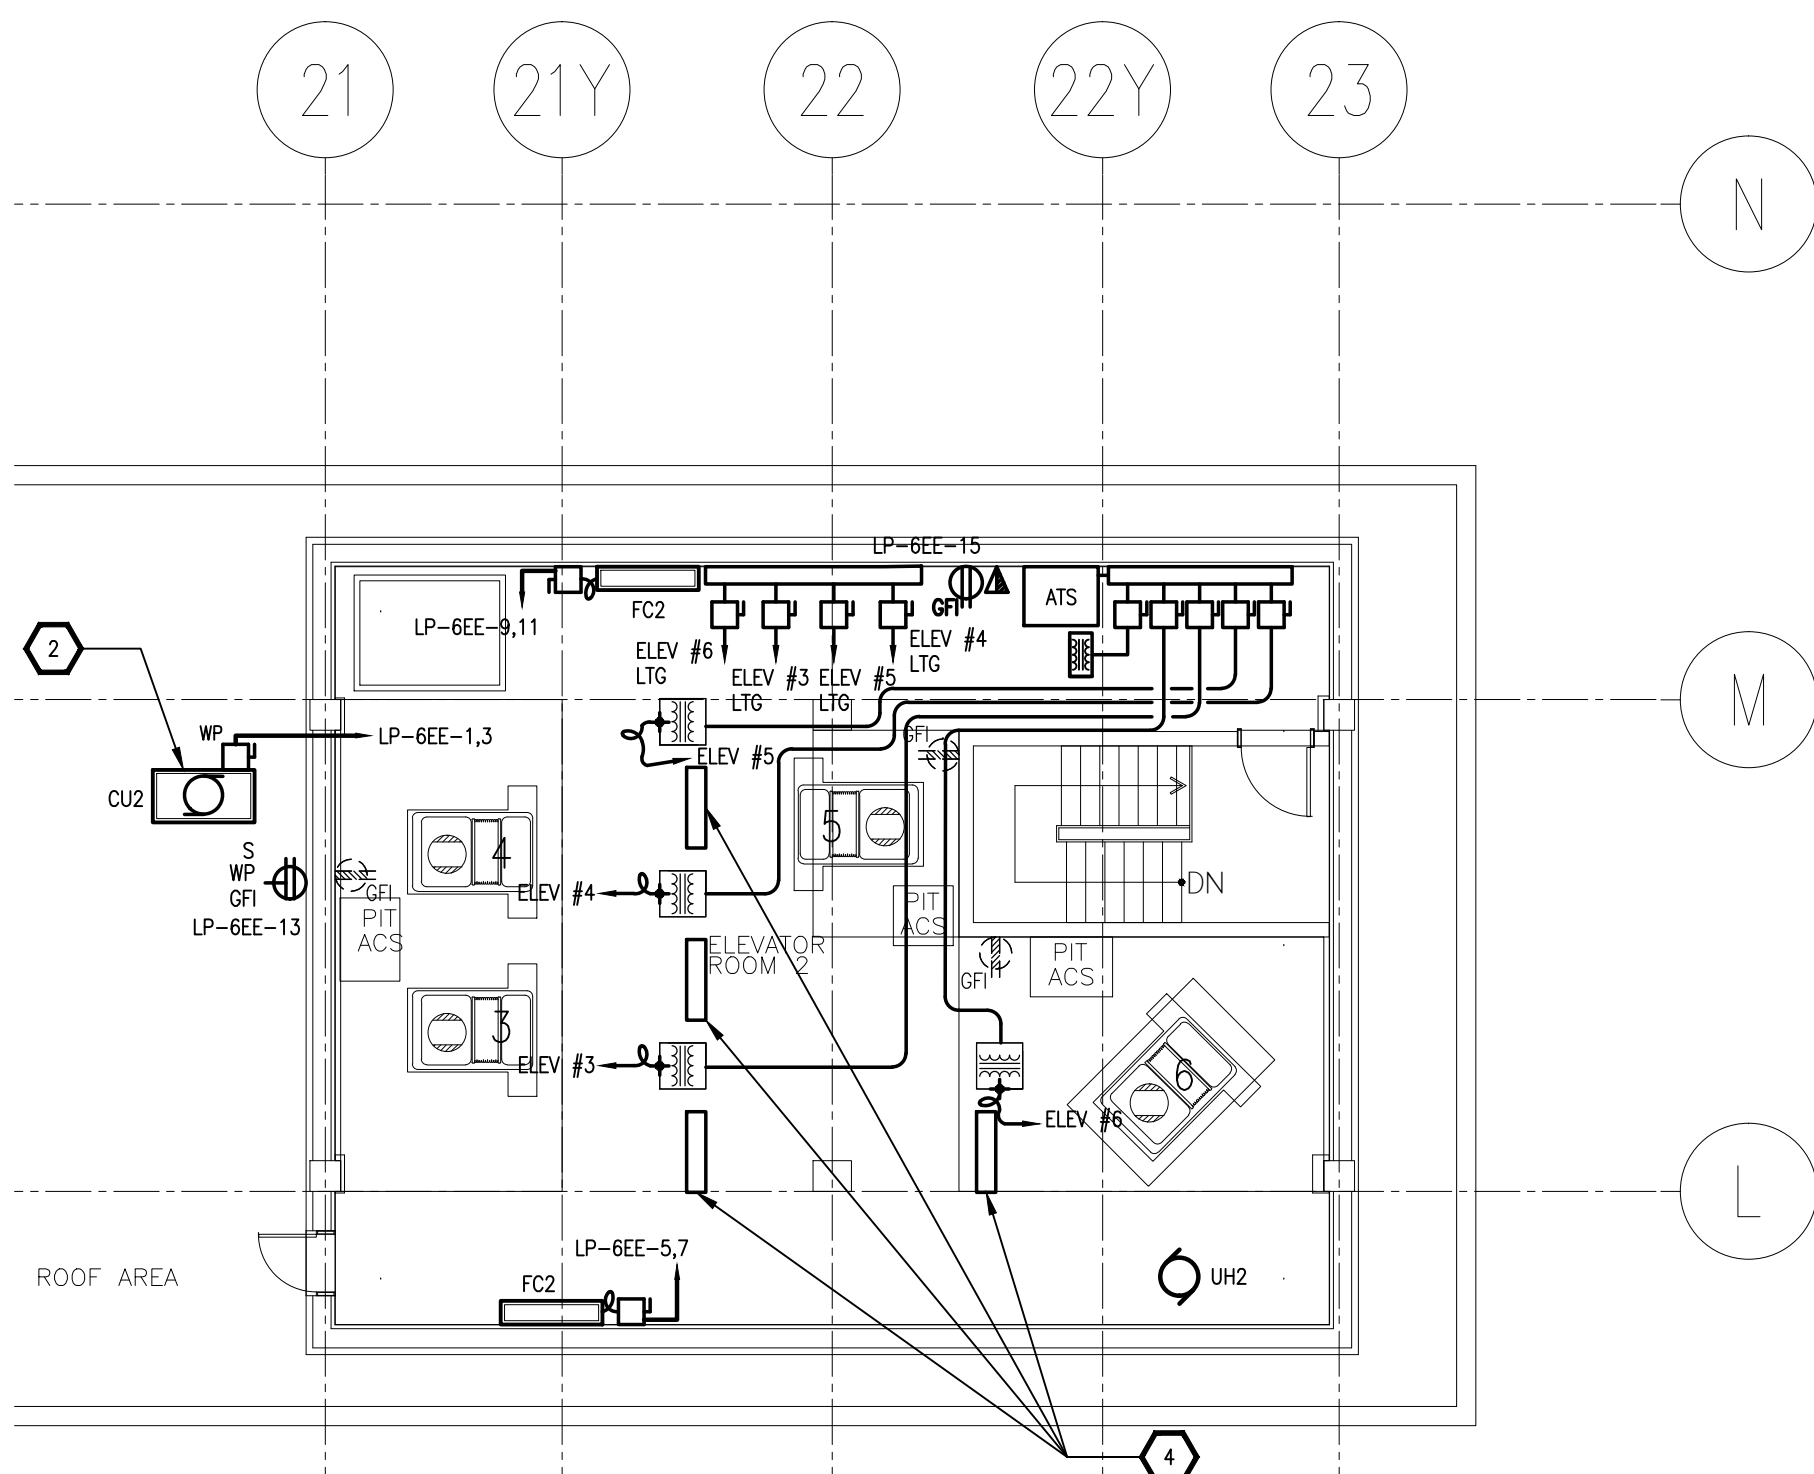 21
21Y
22
22Y
23
N
LP-6EE-15
FC2
GFI
ATS
LP-6EE-9,11
ELEV #6
LTG
ELEV #3
LTG
ELEV #5
LTG
ELEV #4
LTG
2
M
WP
LP-6EE-1,3
GFI
ELEV #5
CU2
5
4
S
WP
GFI
LP-6EE-13
GFI
PIT
ACS
ELEV #4
PIT
ACS
DN
ELEVATOR
ROOM 2
GFI
PIT
ACS
3
ELEV #3
6
ELEV #6
L
LP-6EE-5,7
ROOF AREA
FC2
UH2
4